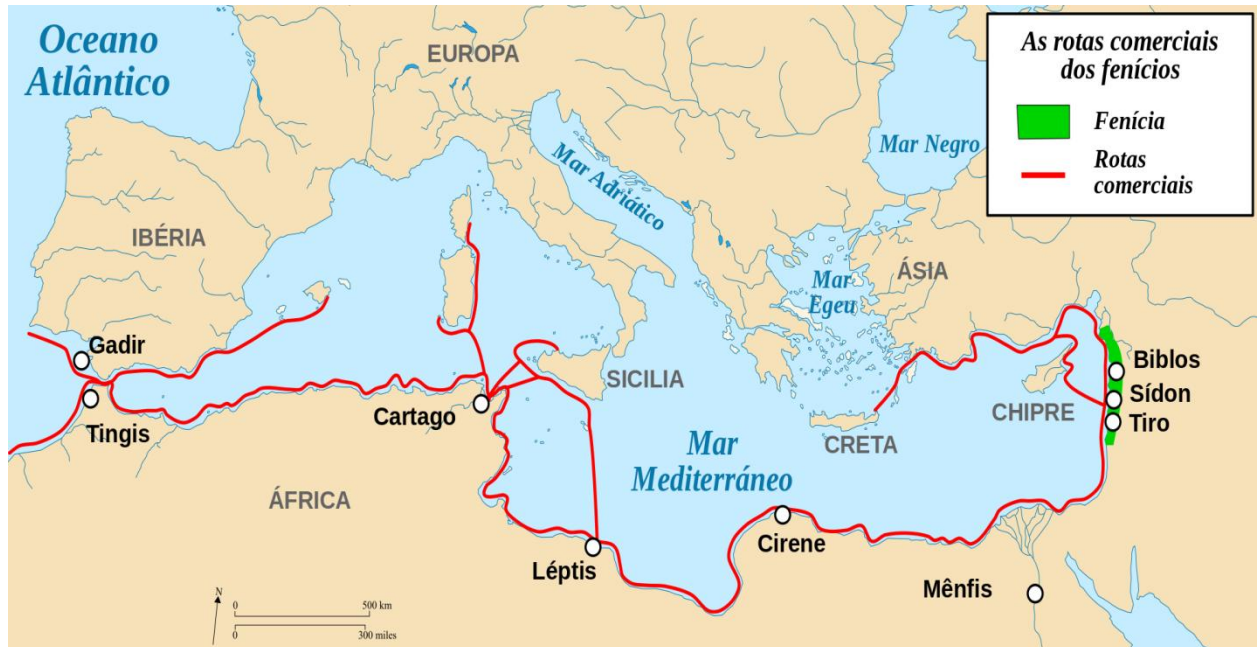 Oceano
Atlântico
EUROPA
As rotas comerciais
dos fenícios
Fenícia
Rotas
comerciais
Mar Negro
Mar Adriático
IBÉRIA
ÁSIA
Mar
Egeu
Gadir
Tingis
Cartago
SICILIA
CRETA
CHIPRE
Biblos
Sídon
Tiro
Mar
Mediterráneo
ÁFRICA
Léptis
Cirene
Mênfis
N
0 500 km
0 300 miles